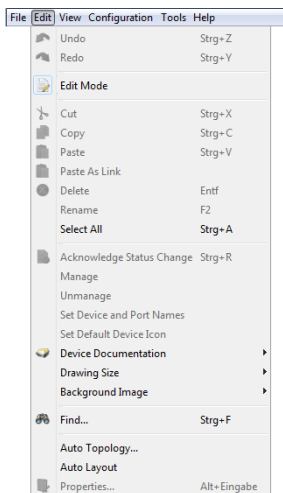 File Edit View Configuration Tools Help
Undo Strg+Z
Redo Strg+Y
Edit Mode
Cut Strg+X
Copy Strg+C
Paste Strg+V
Paste As Link
Delete Entf
Rename F2
Select All Strg+A
Acknowledge Status Change Strg+R
Manage
Unmanage
Set Device and Port Names
Set Default Device Icon
Device Documentation
Drawing Size
Background Image
Find... Strg+F
Auto Topology...
Auto Layout
Properties... Alt+Eingabe